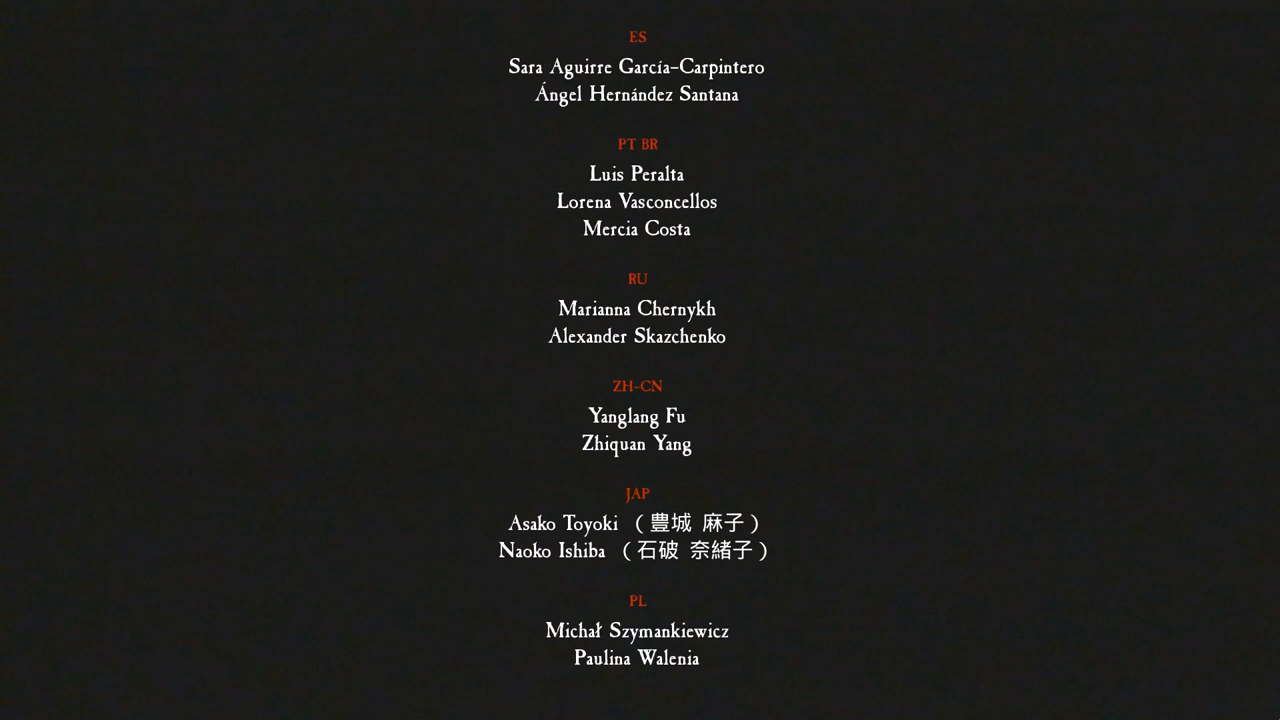 ES
Sara Aguirre García-Carpintero
Ángel Hernández Santana
PT BR
Luis Peralta
Lorena Vasconcellos
Mercia Costa
RU
Marianna Chernykh
Alexander Skazchenko
ZH-CN
Yanglang Fu
Zhiquan Yang
JAP
Asako Toyoki （豊城 麻子）
Naoko Ishiba （石破 奈緒子）
PL
Michał Szymankiewicz
Paulina Walenia